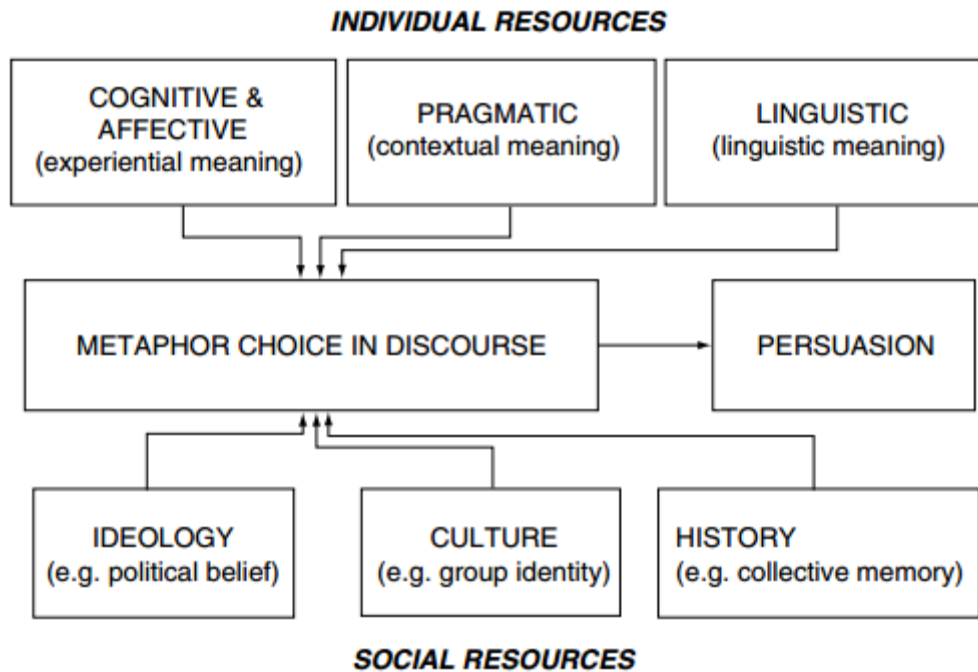 INDIVIDUAL RESOURCES
COGNITIVE &
AFFECTIVE
(experiential meaning)
PRAGMATIC
(contextual meaning)
LINGUISTIC
(linguistic meaning)
METAPHOR CHOICE IN DISCOURSE
PERSUASION
IDEOLOGY
(e.g. political belief)
CULTURE
(e.g. group identity)
HISTORY
(e.g. collective memory)
SOCIAL RESOURCES